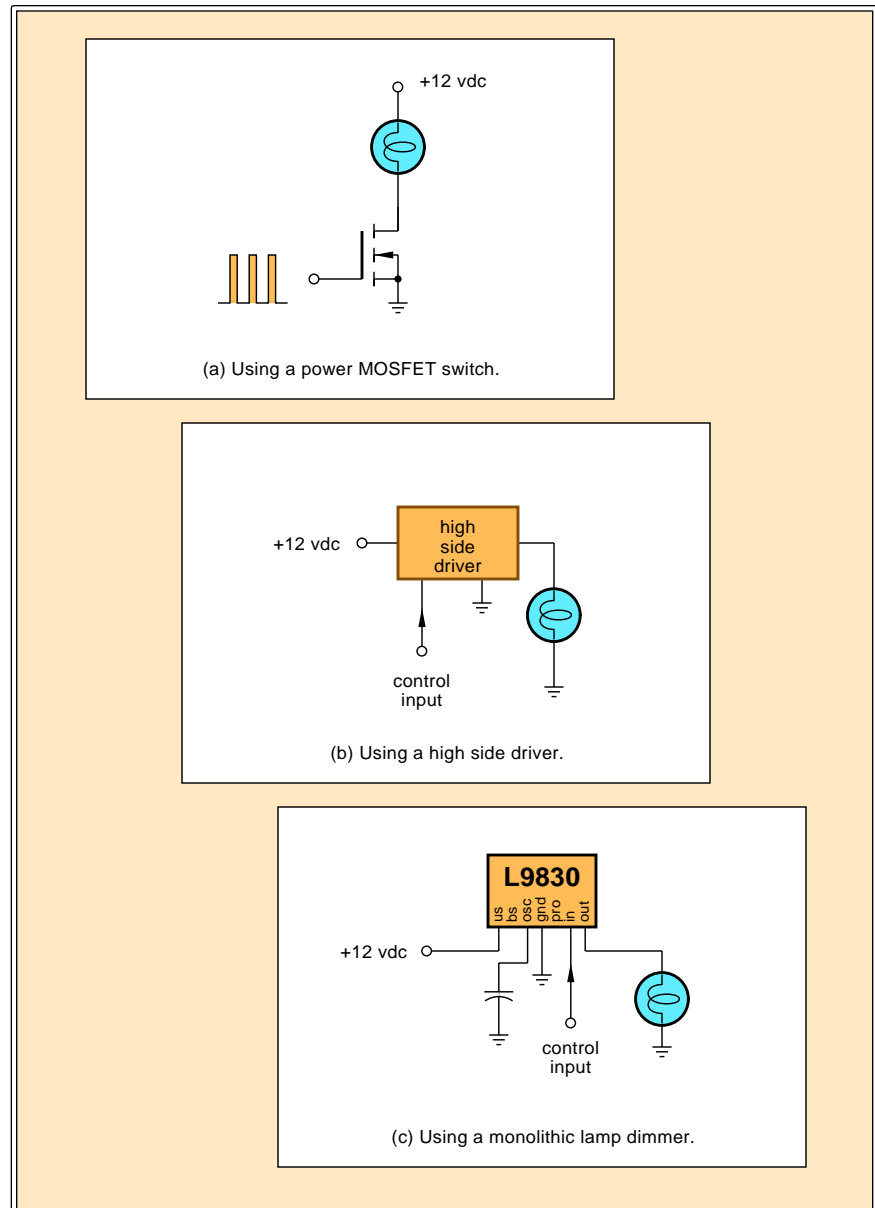 +12 vdc
(a) Using a power MOSFET switch.
high
side
driver
+12 vdc
control
input
(b) Using a high side driver.
L9830
us
bs
osc
gnd
pro
in
out
+12 vdc
control
input
(c) Using a monolithic lamp dimmer.